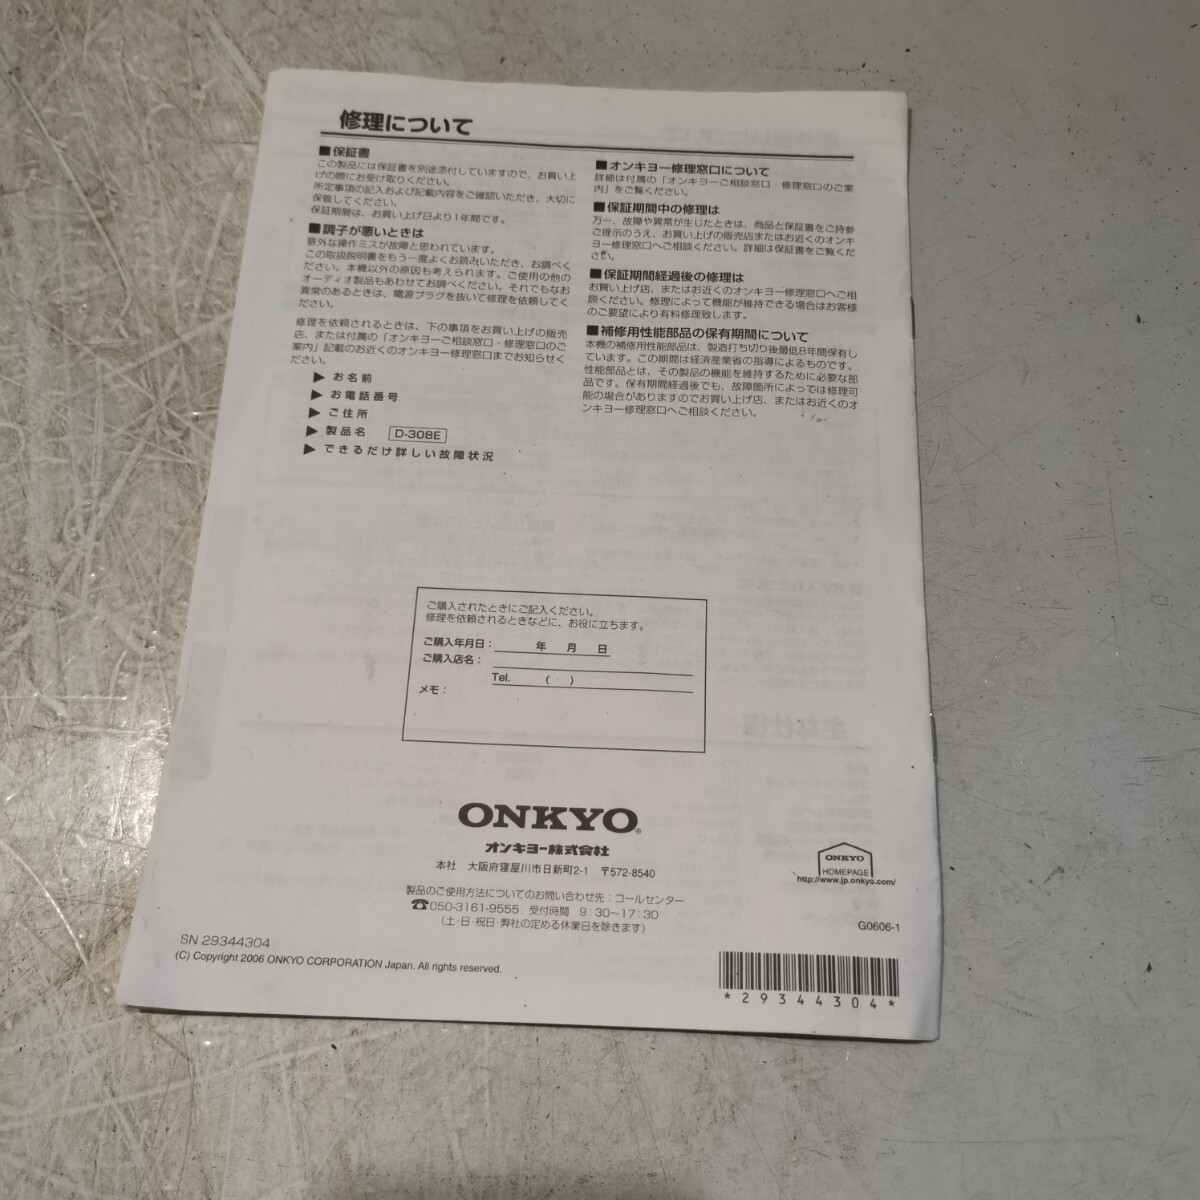 修理について
■保証書
この製品には保証書を別途添付していますので、お買い上
げの際にお受け取りください。
所定事項の記入および記載内容をご確認いただき、大切に
保管してください。
保証期間は、お買い上げ日より1年間です。
■調子が悪いときは
意外な操作ミスが故障と思われています。
この取扱説明書をもう一度よくお読みいただき、お調べく
ださい。本機以外の原因も考えられます。ご使用の他の
オーディオ製品もあわせてお調べください。それでもなお
異常のあるときは、電源プラグを抜いて修理を依頼してく
ださい。
修理を依頼されるときは、下の事項をお買い上げの販売
店、または付属の「オンキヨーご相談窓口・修理窓口のご
案内」記載のお近くのオンキヨー修理窓口までお知らせく
ださい。
▶ お名前
▶ お電話番号
▶ ご住所
▶ 製品名 D-308E
▶ できるだけ詳しい故障状況
■オンキヨー修理窓口について
詳細は付属の「オンキヨーご相談窓口・修理窓口のご案
内」をご覧ください。
■保証期間中の修理は
万一、故障や異常が生じたときは、商品と保証書をご持参
ご提示のうえ、お買い上げの販売店またはお近くのオンキ
ヨー修理窓口へご相談ください。詳細は保証書をご覧くだ
さい。
■保証期間経過後の修理は
お買い上げ店、またはお近くのオンキヨー修理窓口へご相
談ください。修理によって機能が維持できる場合はお客様
のご要望により有料修理致します。
■補修用性能部品の保有期間について
本機の補修用性能部品は、製造打ち切り後最低8年間保有し
ています。この期間は経済産業省の指導によるものです。
性能部品とは、その製品の機能を維持するために必要な部
品です。保有期間経過後でも、故障箇所によっては修理可
能の場合がありますのでお買い上げ店、またはお近くのオ
ンキヨー修理窓口へご相談ください。
ご購入されたときにご記入ください。
修理を依頼されるときなどに、お役に立ちます。
ご購入年月日： 年 月 日
ご購入店名：
Tel. ( )
メモ：
ONKYO®
オンキヨー株式会社
本社 大阪府寝屋川市日新町2-1 〒572-8540
製品のご使用方法についてのお問い合わせ先：コールセンター
☎050-3161-9555 受付時間 9：30～17：30
（土・日・祝日・弊社の定める休業日を除きます）
ONKYO
HOMEPAGE
http://www.jp.onkyo.com/
G0606-1
SN 29344304
(C) Copyright 2006 ONKYO CORPORATION Japan. All rights reserved.
* 2 9 3 4 4 3 0 4 *